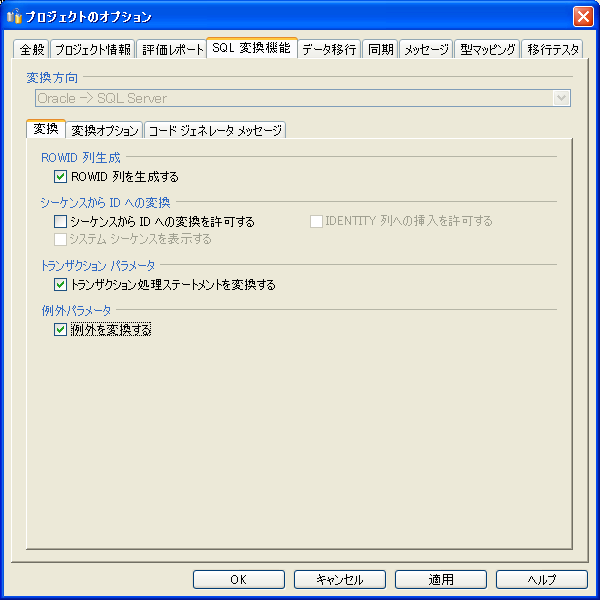 プロジェクトのオプション
全般 プロジェクト情報 評価レポート SQL 変換機能 データ移行 同期 メッセージ 型マッピング 移行テスタ
変換方向
Oracle -> SQL Server
変換 変換オプション コード ジェネレータ メッセージ
ROWID 列生成
ROWID 列を生成する
シーケンスから ID への変換
シーケンスから ID への変換を許可する IDENTITY 列への挿入を許可する
システム シーケンスを表示する
トランザクション パラメータ
トランザクション処理ステートメントを変換する
例外パラメータ
例外を変換する
OK キャンセル 適用 ヘルプ